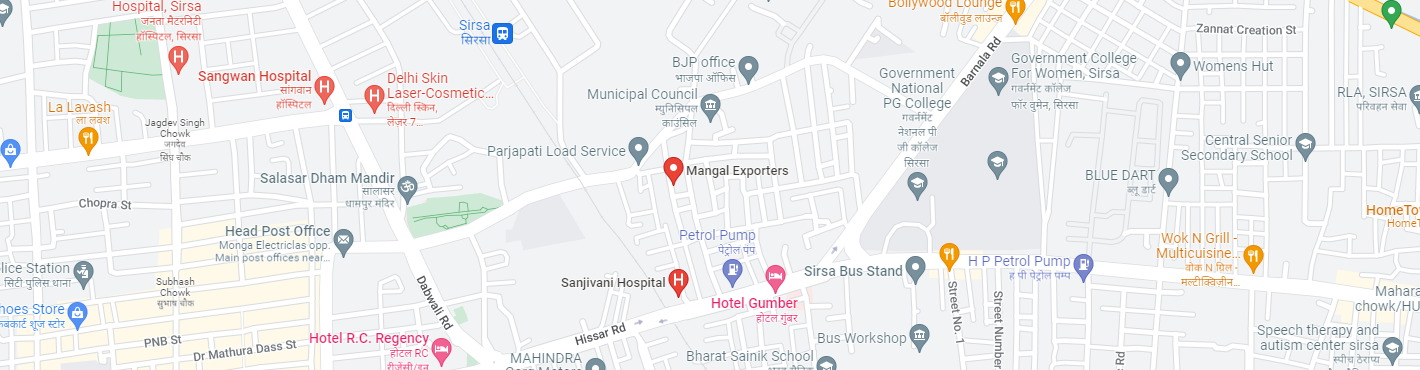 Hospital, Sirsa
जनता मैटरनिटी
हॉस्पिटल, सिरसा
Sirsa
सिरसा
Bollywood Lounge
बॉलीवुड लाउन्ज
Zannat Creation St
BJP office
भाजपा ऑफिस
Government College
For Women, Sirsa
गवर्नमेंट कॉलेज
फॉर वुमेन, सिरसा
Womens Hut
Barnala Rd
Sangwan Hospital
सांगवान
हॉस्पिटल
Delhi Skin
Laser-Cosmetic...
दिल्ली स्किन,
लेज़र 7...
Municipal Council
म्युनिसिपल
काउंसिल
Government
National
PG College
गवर्नमेंट
नेशनल पी
जी कॉलेज
सिरसा
RLA, SIRSA
परिवहन सेवा
La Lavash
ला लवश
Jagdev Singh
Chowk
जगदेव
सिंघ चौक
Parjapati Load Service
Mangal Exporters
Central Senior
Secondary School
Salasar Dham Mandir
सालासर
धामपुर मंदिर
BLUE DART
ब्लू डार्ट
Chopra St
HomeTow
HomeT
Head Post Office
Monga Electriclas opp.
Main post offices near...
Petrol Pump
पेट्रोल पंप
Wok N Grill -
Multicuisine...
वोक N ग्रिल -
मल्टीक्विज़ीन...
lice Station
सिटी पुलिस थाना
Subhash
Chowk
सुभाष चौक
Sanjivani Hospital
Sirsa Bus Stand
H P Petrol Pump
ह पी पेट्रोल पम्प
Hotel Gumber
होटल गुंबर
Dabwali Rd
Street No. 1
Street Number
Mahara
chowk/HU
hoes Store
कबकार्ट शूज स्टोर
Hissar Rd
PNB St
Dr Mathura Dass St
Hotel R.C. Regency
होटल RC
रीजेंसी/इन
Bus Workshop
Speech therapy and
autism center sirsa
स्पीच थेराप्य
MAHINDRA
Bharat Sainik School
Rd